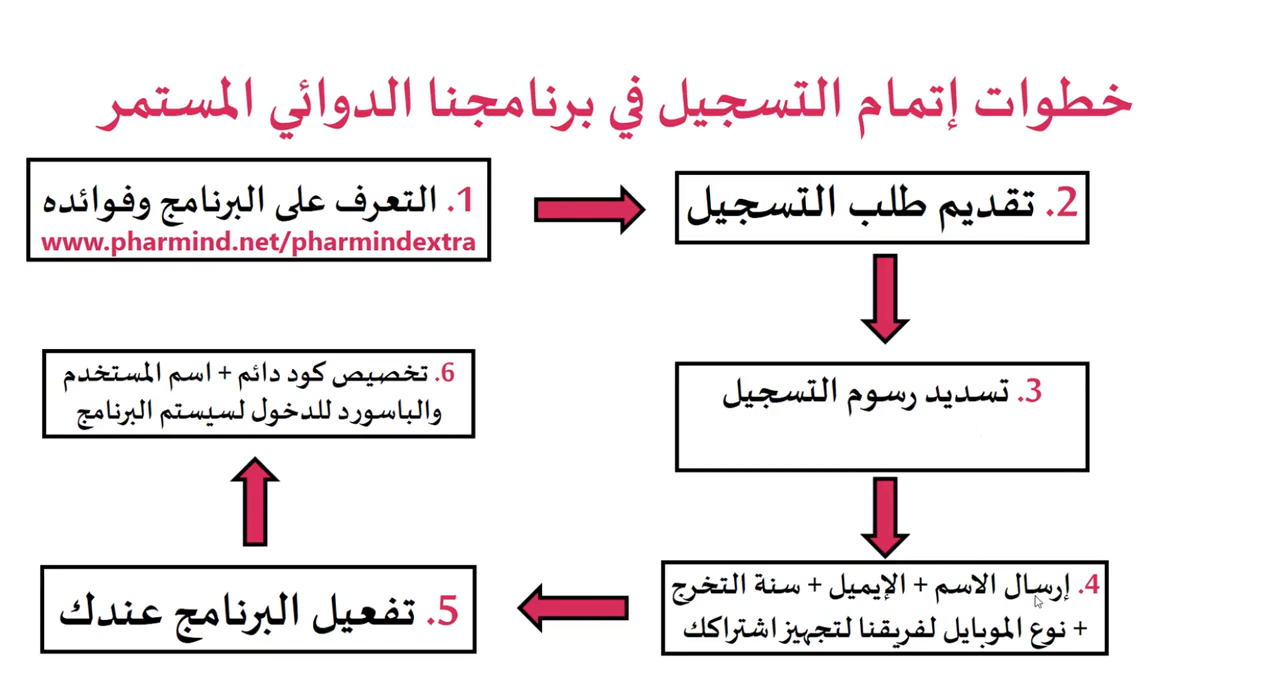 خطوات إتمام التسجيل في برنامجنا الدوائي المستمر
1. التعرف على البرنامج وفوائده
www.pharmind.net/pharmindextra
2. تقديم طلب التسجيل
3. تسديد رسوم التسجيل
4. إرسال الاسم + الإيميل + سنة التخرج
+ نوع الموبايل لفريقنا لتجهيز اشتراكك
5. تفعيل البرنامج عندك
6. تخصيص كود دائم + اسم المستخدم
والباسورد للدخول لسيستم البرنامج